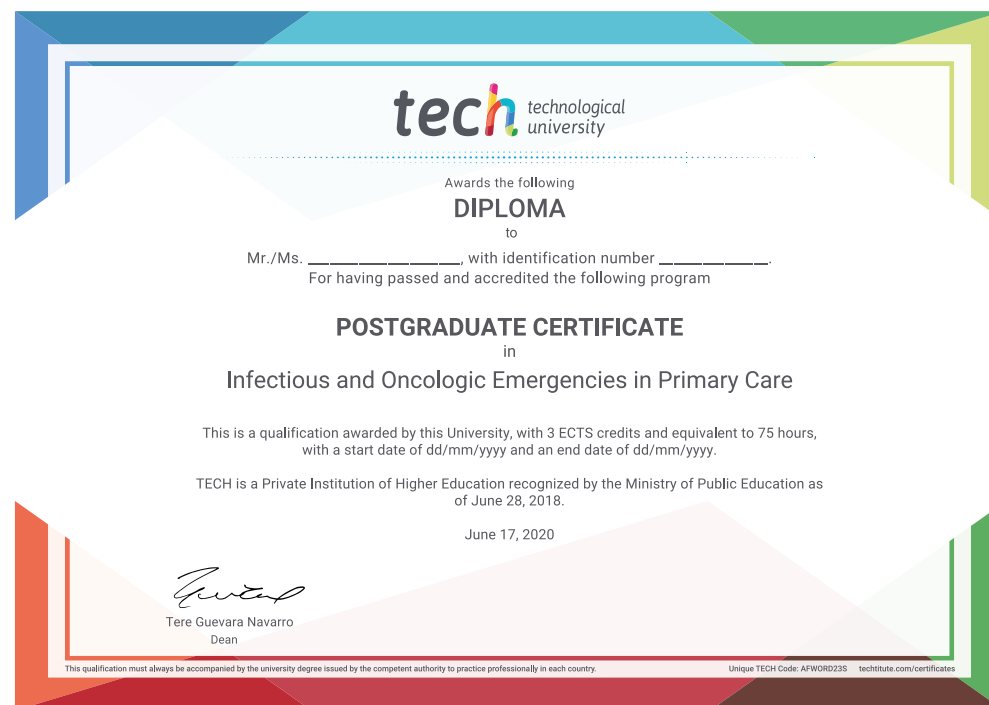 tech technological
university
Awards the following
DIPLOMA
to
Mr./Ms. ____________________, with identification number ______________.
For having passed and accredited the following program
POSTGRADUATE CERTIFICATE
in
Infectious and Oncologic Emergencies in Primary Care
This is a qualification awarded by this University, with 3 ECTS credits and equivalent to 75 hours,
with a start date of dd/mm/yyyy and an end date of dd/mm/yyyy.
TECH is a Private Institution of Higher Education recognized by the Ministry of Public Education as
of June 28, 2018.
June 17, 2020
Tere Guevara Navarro
Dean
This qualification must always be accompanied by the university degree issued by the competent authority to practice professionally in each country.
Unique TECH Code: AFWORD23S techtitute.com/certificates